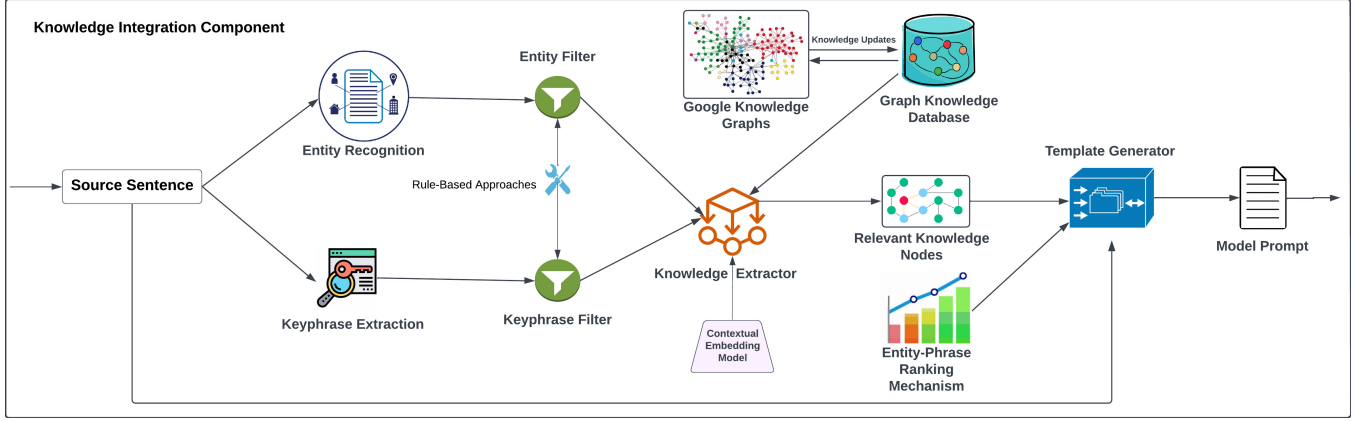 Knowledge Integration Component
Source Sentence
Entity Recognition
Keyphrase Extraction
Entity Filter
Rule-Based Approaches
Keyphrase Filter
Google Knowledge
Graphs
Knowledge Updates
Graph Knowledge
Database
Knowledge Extractor
Contextual
Embedding
Model
Relevant Knowledge
Nodes
Entity-Phrase
Ranking
Mechanism
Template Generator
Model Prompt